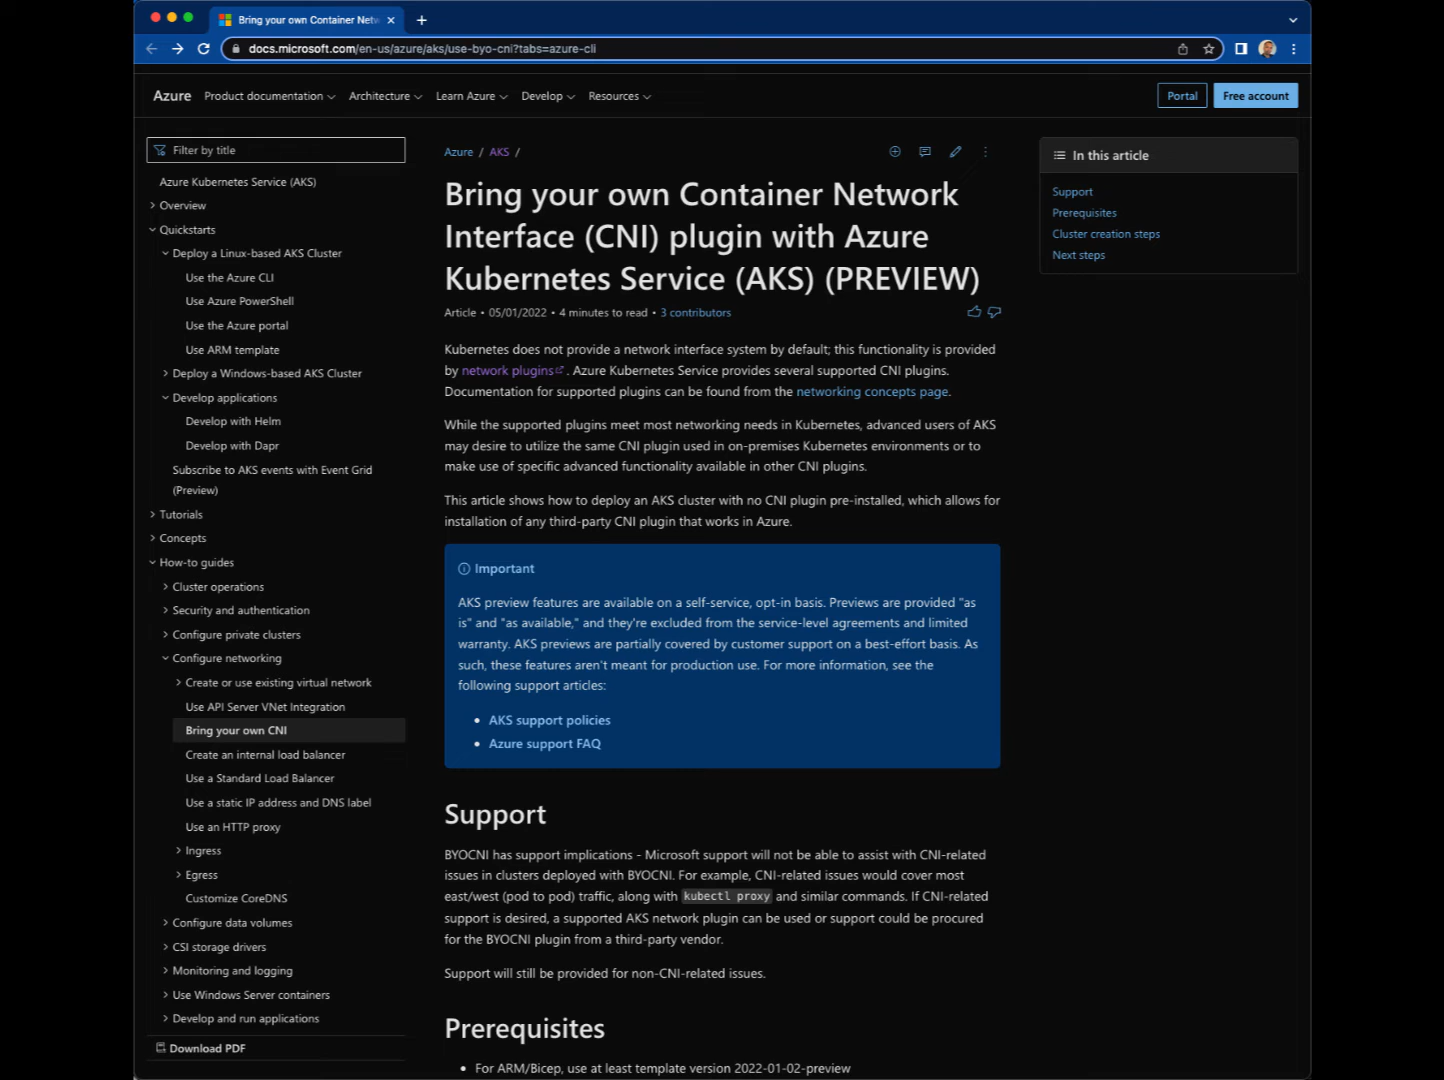 Bring your own Container Netw
docs.microsoft.com/en-us/azure/aks/use-byo-cni?tabs=azure-cli
Azure Product documentation Architecture Learn Azure Develop Resources Portal Free account
Filter by title
Azure Kubernetes Service (AKS)
Overview
Quickstarts
Deploy a Linux-based AKS Cluster
Use the Azure CLI
Use Azure PowerShell
Use the Azure portal
Use ARM template
Deploy a Windows-based AKS Cluster
Develop applications
Develop with Helm
Develop with Dapr
Subscribe to AKS events with Event Grid
(Preview)
Tutorials
Concepts
How-to guides
Cluster operations
Security and authentication
Configure private clusters
Configure networking
Create or use existing virtual network
Use API Server VNet Integration
Bring your own CNI
Create an internal load balancer
Use a Standard Load Balancer
Use a static IP address and DNS label
Use an HTTP proxy
Ingress
Egress
Customize CoreDNS
Configure data volumes
CSI storage drivers
Monitoring and logging
Use Windows Server containers
Develop and run applications
Download PDF
Azure / AKS /
Bring your own Container Network
Interface (CNI) plugin with Azure
Kubernetes Service (AKS) (PREVIEW)
Article • 05/01/2022 • 4 minutes to read • 3 contributors
Kubernetes does not provide a network interface system by default; this functionality is provided
by network plugins. Azure Kubernetes Service provides several supported CNI plugins.
Documentation for supported plugins can be found from the networking concepts page.
While the supported plugins meet most networking needs in Kubernetes, advanced users of AKS
may desire to utilize the same CNI plugin used in on-premises Kubernetes environments or to
make use of specific advanced functionality available in other CNI plugins.
This article shows how to deploy an AKS cluster with no CNI plugin pre-installed, which allows for
installation of any third-party CNI plugin that works in Azure.
Important
AKS preview features are available on a self-service, opt-in basis. Previews are provided "as
is" and "as available," and they're excluded from the service-level agreements and limited
warranty. AKS previews are partially covered by customer support on a best-effort basis. As
such, these features aren't meant for production use. For more information, see the
following support articles:
• AKS support policies
• Azure support FAQ
Support
BYOCNI has support implications - Microsoft support will not be able to assist with CNI-related
issues in clusters deployed with BYOCNI. For example, CNI-related issues would cover most
east/west (pod to pod) traffic, along with kubectl proxy and similar commands. If CNI-related
support is desired, a supported AKS network plugin can be used or support could be procured
for the BYOCNI plugin from a third-party vendor.
Support will still be provided for non-CNI-related issues.
Prerequisites
• For ARM/Bicep, use at least template version 2022-01-02-preview
In this article
Support
Prerequisites
Cluster creation steps
Next steps